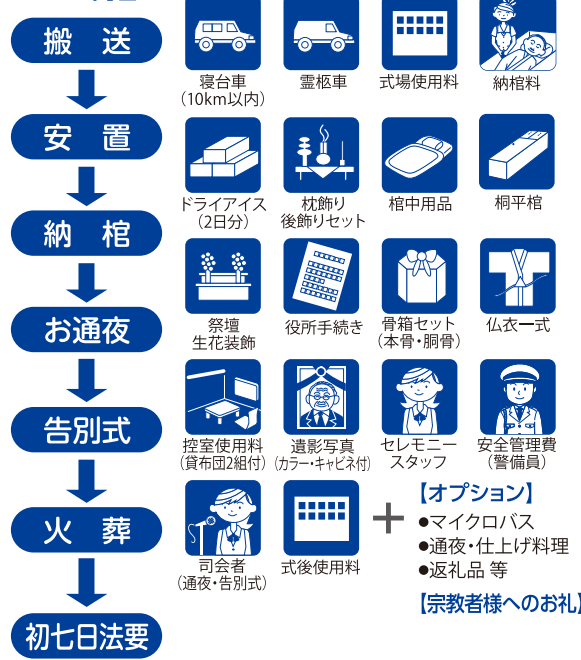 搬 送
安 置
納 棺
お通夜
告別式
火 葬
初七日法要
寝台車
(10km以内)
霊柩車
式場使用料
納棺料
ドライアイス
(2日分)
枕飾り
後飾りセット
棺中用品
桐平棺
祭壇
生花装飾
役所手続き
骨箱セット
(本骨・胴骨)
仏衣一式
控室使用料
(貸布団2組付)
遺影写真
(カラー・キャビネ付)
セレモニー
スタッフ
安全管理費
(警備員)
司会者
(通夜・告別式)
式後使用料
+
【オプション】
●マイクロバス
●通夜・仕上げ料理
●返礼品 等
【宗教者様へのお礼】